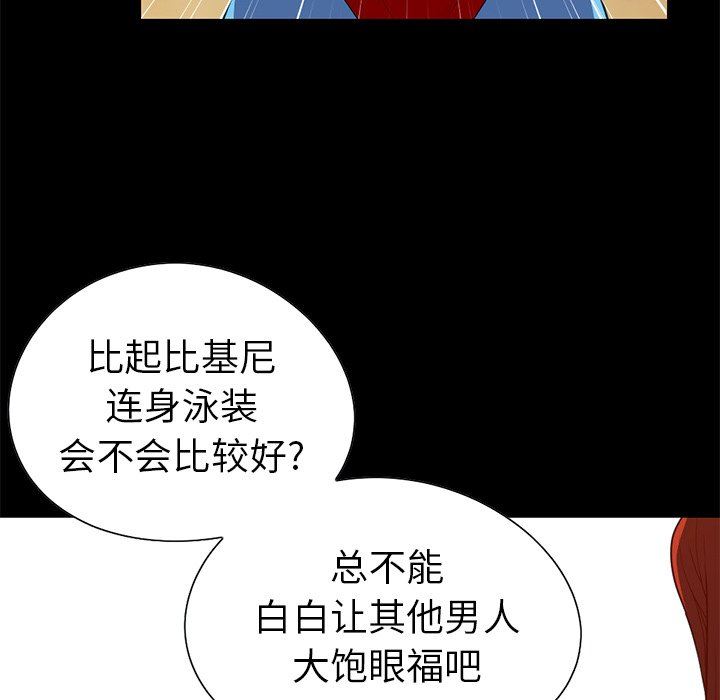 比起比基尼
连身泳装
会不会比较好?
总不能
白白让其他男人
大饱眼福吧